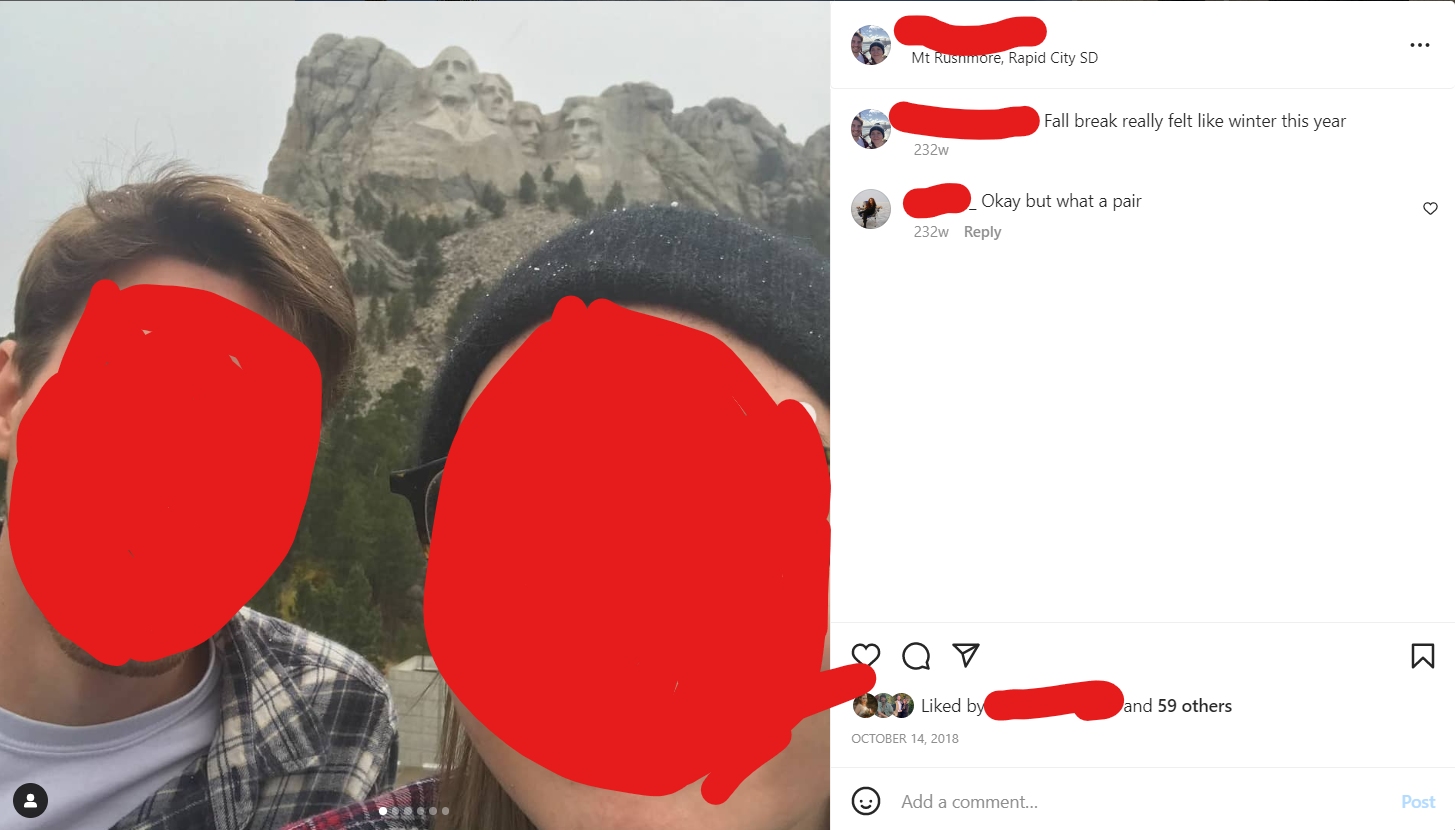 Mt Rushmore, Rapid City SD
Fall break really felt like winter this year
232w
_ Okay but what a pair
232w Reply
Liked by and 59 others
OCTOBER 14, 2018
Add a comment... Post